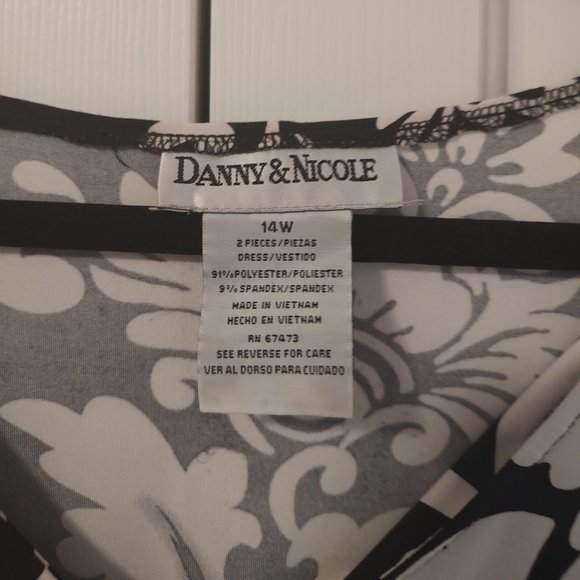 DANNY & NICOLE
14W
2 PIECES/PIEZAS
DRESS/VESTIDO
91%POLYESTER/POLIESTER
9% SPANDEX/SPANDEX
MADE IN VIETNAM
HECHO EN VIETNAM
RN 67473
SEE REVERSE FOR CARE
VER AL DORSO PARA CUIDADO